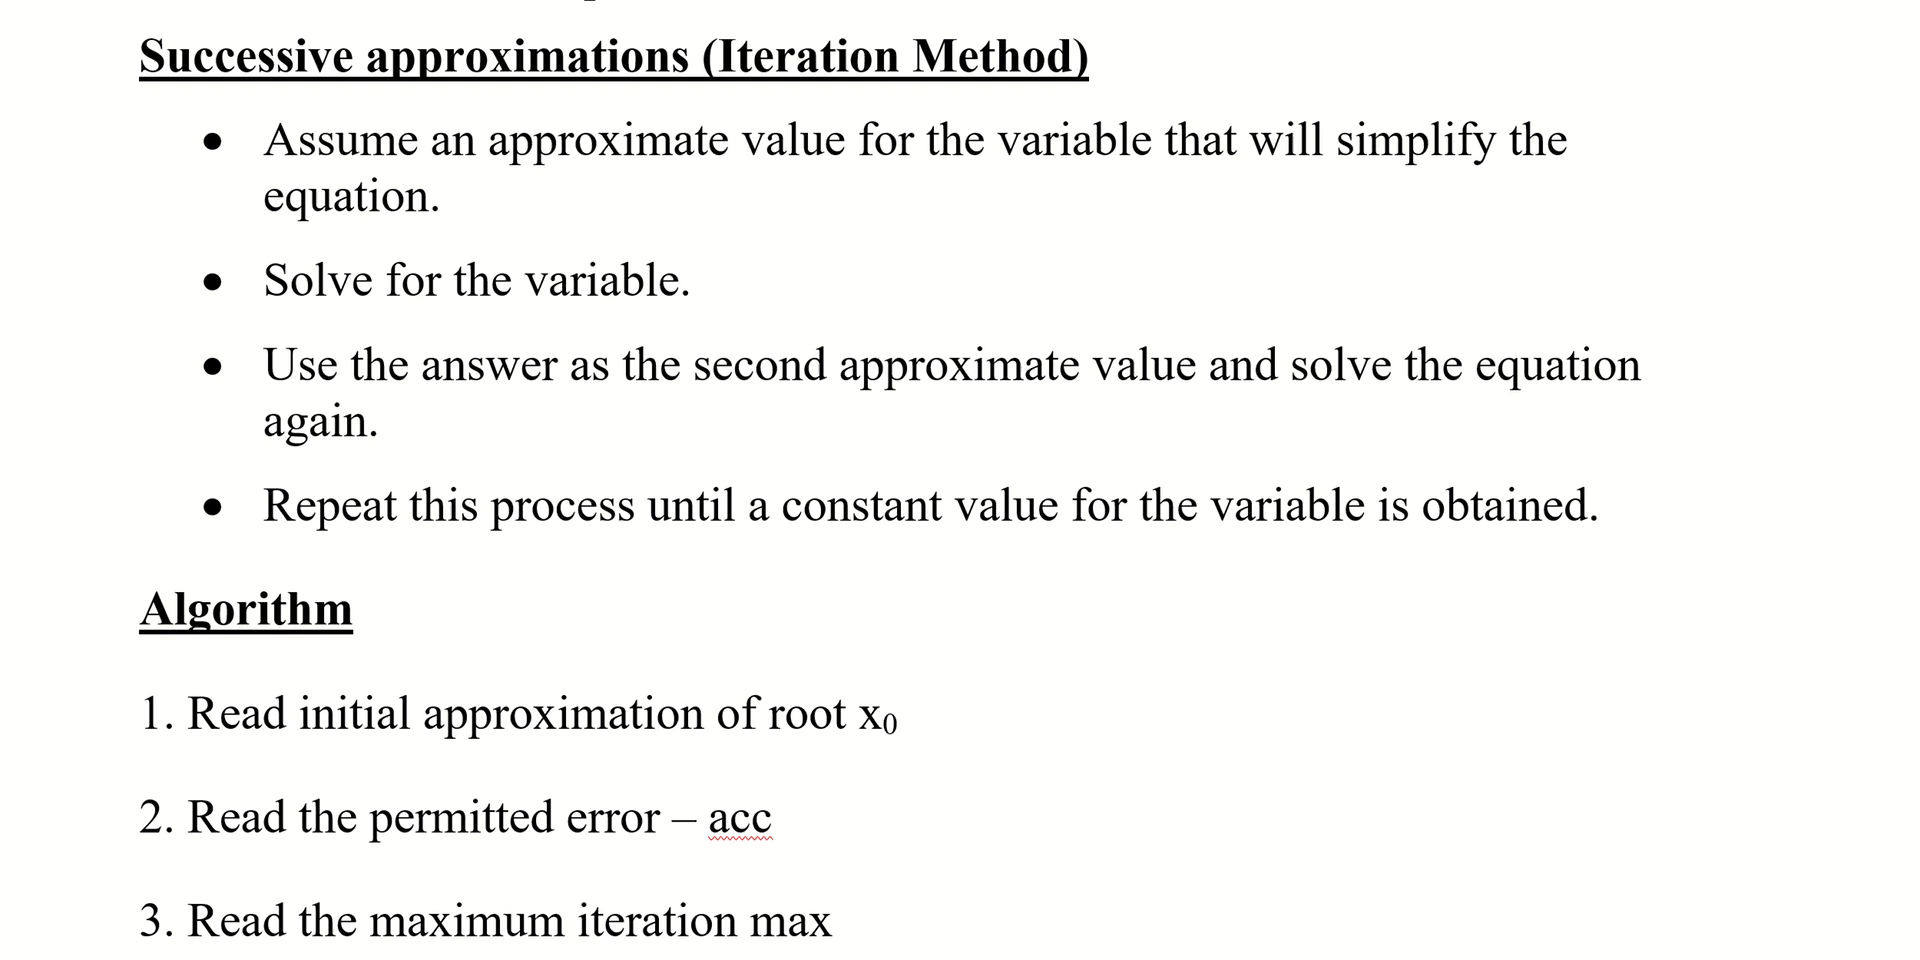 Successive approximations (Iteration Method)
• Assume an approximate value for the variable that will simplify the
equation.
• Solve for the variable.
• Use the answer as the second approximate value and solve the equation
again.
• Repeat this process until a constant value for the variable is obtained.
Algorithm
1. Read initial approximation of root x₀
2. Read the permitted error – acc
3. Read the maximum iteration max